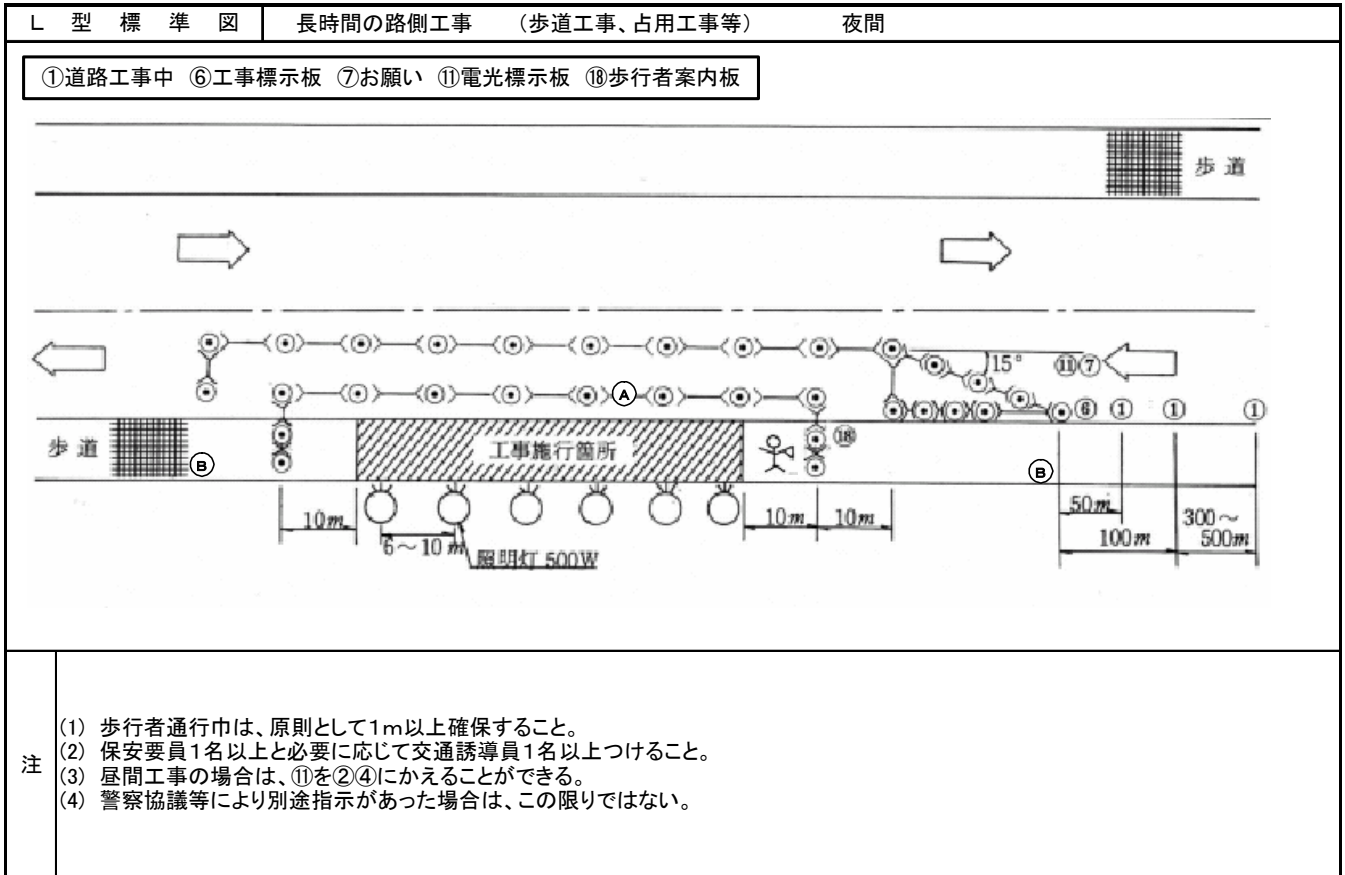 L 型 標 準 図
長時間の路側工事 (歩道工事、占用工事等) 夜間
①道路工事中 ⑥工事標示板 ⑦お願い ⑪電光標示板 ⑱歩行者案内板
歩道
15°
⑪⑦
Ⓐ
⑥ ① ① ①
歩道
Ⓑ
工事施行箇所
⑱
Ⓑ
10m
6~10m
照明灯 500W
10m
10m
50m
100m
300~
500m
注
(1) 歩行者通行巾は、原則として1m以上確保すること。
(2) 保安要員1名以上と必要に応じて交通誘導員1名以上つけること。
(3) 昼間工事の場合は、⑪を②④にかえることができる。
(4) 警察協議等により別途指示があった場合は、この限りではない。